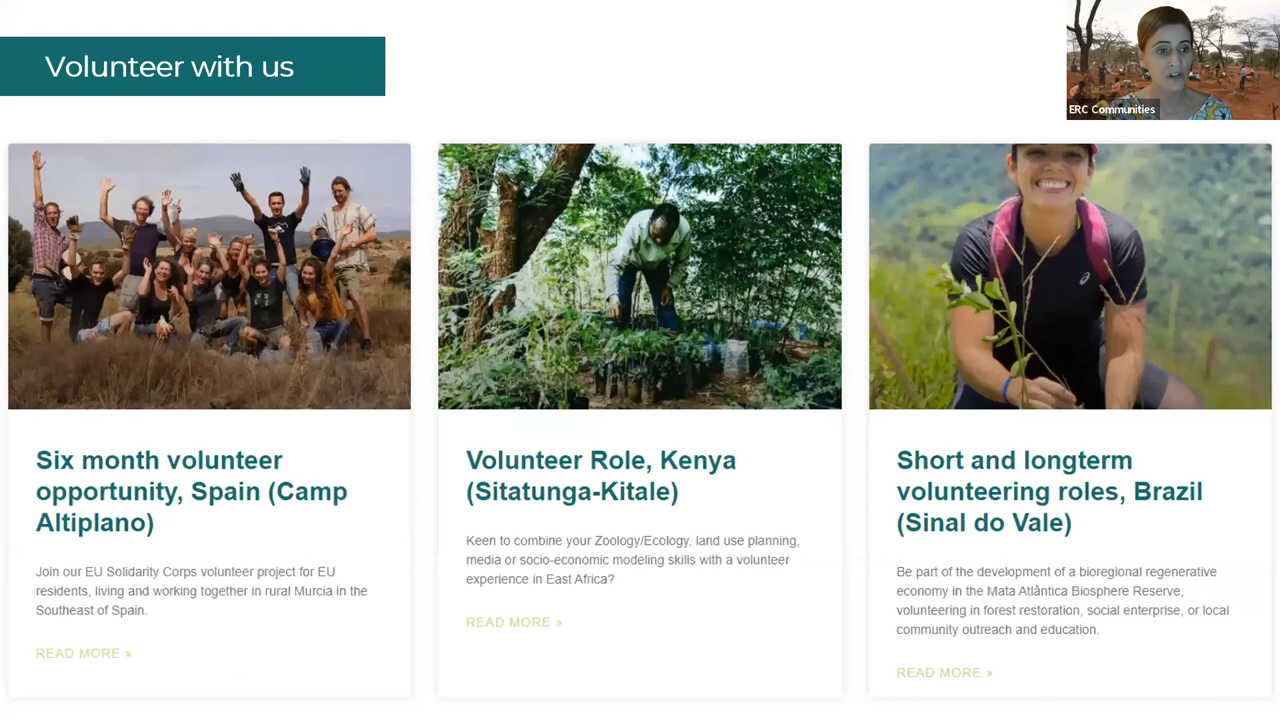 Volunteer with us
ERC Communities
Six month volunteer
opportunity, Spain (Camp
Altiplano)
Join our EU Solidarity Corps volunteer project for EU
residents, living and working together in rural Murcia in the
Southeast of Spain.
READ MORE »
Volunteer Role, Kenya
(Sitatunga-Kitale)
Keen to combine your Zoology/Ecology, land use planning,
media or socio-economic modeling skills with a volunteer
experience in East Africa?
READ MORE »
Short and longterm
volunteering roles, Brazil
(Sinal do Vale)
Be part of the development of a bioregional regenerative
economy in the Mata Atlântica Biosphere Reserve,
volunteering in forest restoration, social enterprise, or local
community outreach and education.
READ MORE »